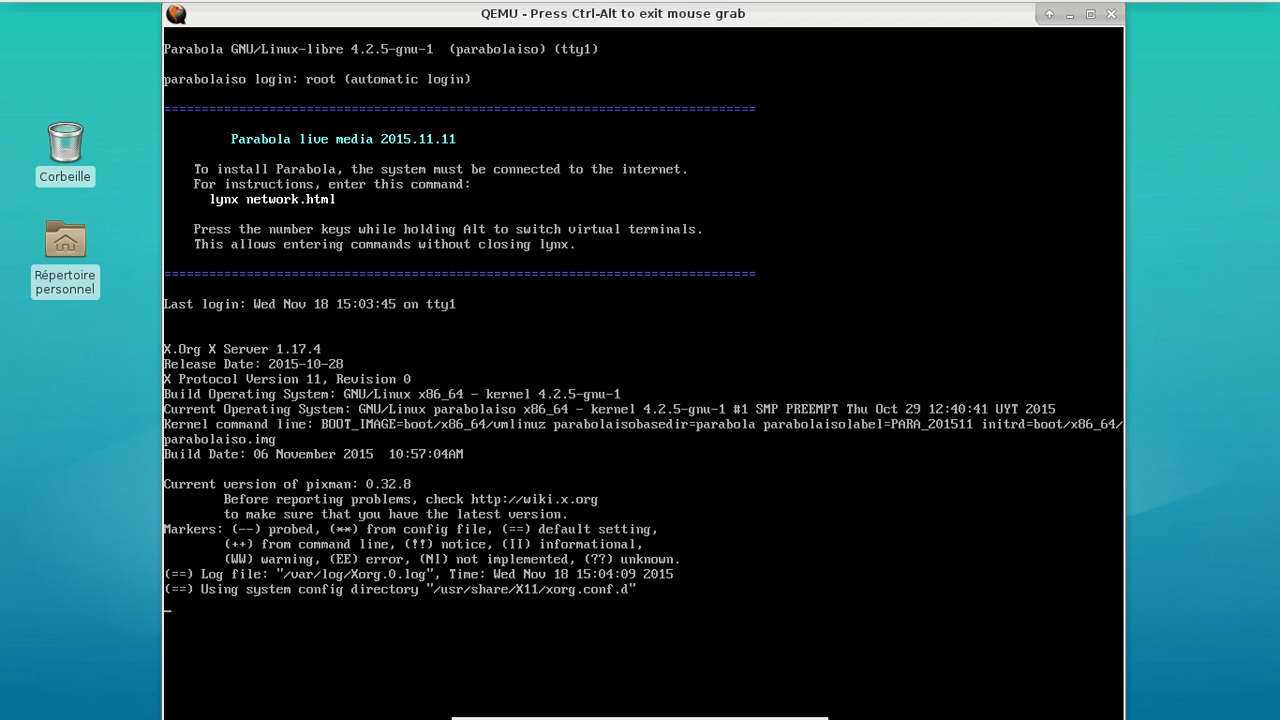 QEMU - Press Ctrl-Alt to exit mouse grab
Parabola GNU/Linux-libre 4.2.5-gnu-1  (parabolaiso) (tty1)
parabolaiso login: root (automatic login)
===============================================================================
Parabola live media 2015.11.11
To install Parabola, the system must be connected to the internet.
For instructions, enter this command:
lynx network.html
Press the number keys while holding Alt to switch virtual terminals.
This allows entering commands without closing lynx.
===============================================================================
Last login: Wed Nov 18 15:03:45 on tty1
X.Org X Server 1.17.4
Release Date: 2015-10-28
X Protocol Version 11, Revision 0
Build Operating System: GNU/Linux x86_64 - kernel 4.2.5-gnu-1
Current Operating System: GNU/Linux parabolaiso x86_64 - kernel 4.2.5-gnu-1 #1 SMP PREEMPT Thu Oct 29 12:40:41 UYT 2015
Kernel command line: BOOT_IMAGE=boot/x86_64/vmlinuz parabolaisobasedir=parabola parabolaisolabel=PARA_201511 initrd=boot/x86_64/
parabolaiso.img
Build Date: 06 November 2015  10:57:04AM
Current version of pixman: 0.32.8
Before reporting problems, check http://wiki.x.org
to make sure that you have the latest version.
Markers: (--) probed, (**) from config file, (==) default setting,
(++) from command line, (!!) notice, (II) informational,
(WW) warning, (EE) error, (NI) not implemented, (??) unknown.
(==) Log file: "/var/log/Xorg.0.log", Time: Wed Nov 18 15:04:09 2015
(==) Using system config directory "/usr/share/X11/xorg.conf.d"
Corbeille
Répertoire
personnel